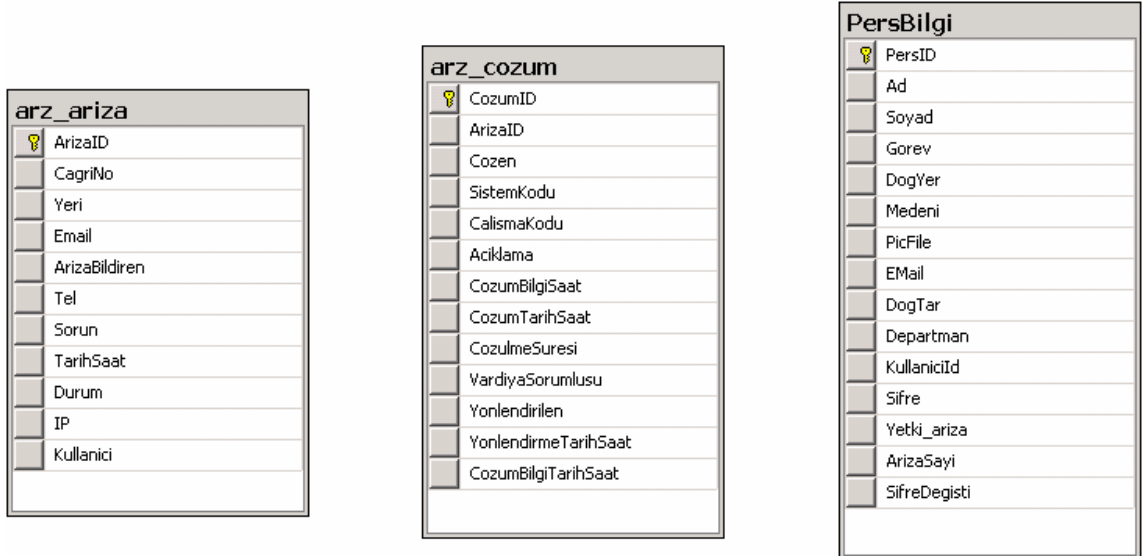 arz_ariza
ArizaID
CagriNo
Yeri
Email
ArizaBildiren
Tel
Sorun
TarihSaat
Durum
IP
Kullanici
arz_cozum
CozumID
ArizaID
Cozen
SistemKodu
CalismaKodu
Aciklama
CozumBilgiSaat
CozumTarihSaat
CozulmeSuresi
VardiyaSorumlusu
Yonlendirilen
YonlendirmeTarihSaat
CozumBilgiTarihSaat
PersBilgi
PersID
Ad
Soyad
Gorev
DogYer
Medeni
PicFile
EMail
DogTar
Departman
KullaniciId
Sifre
Yetki_ariza
ArizaSayi
SifreDegisti